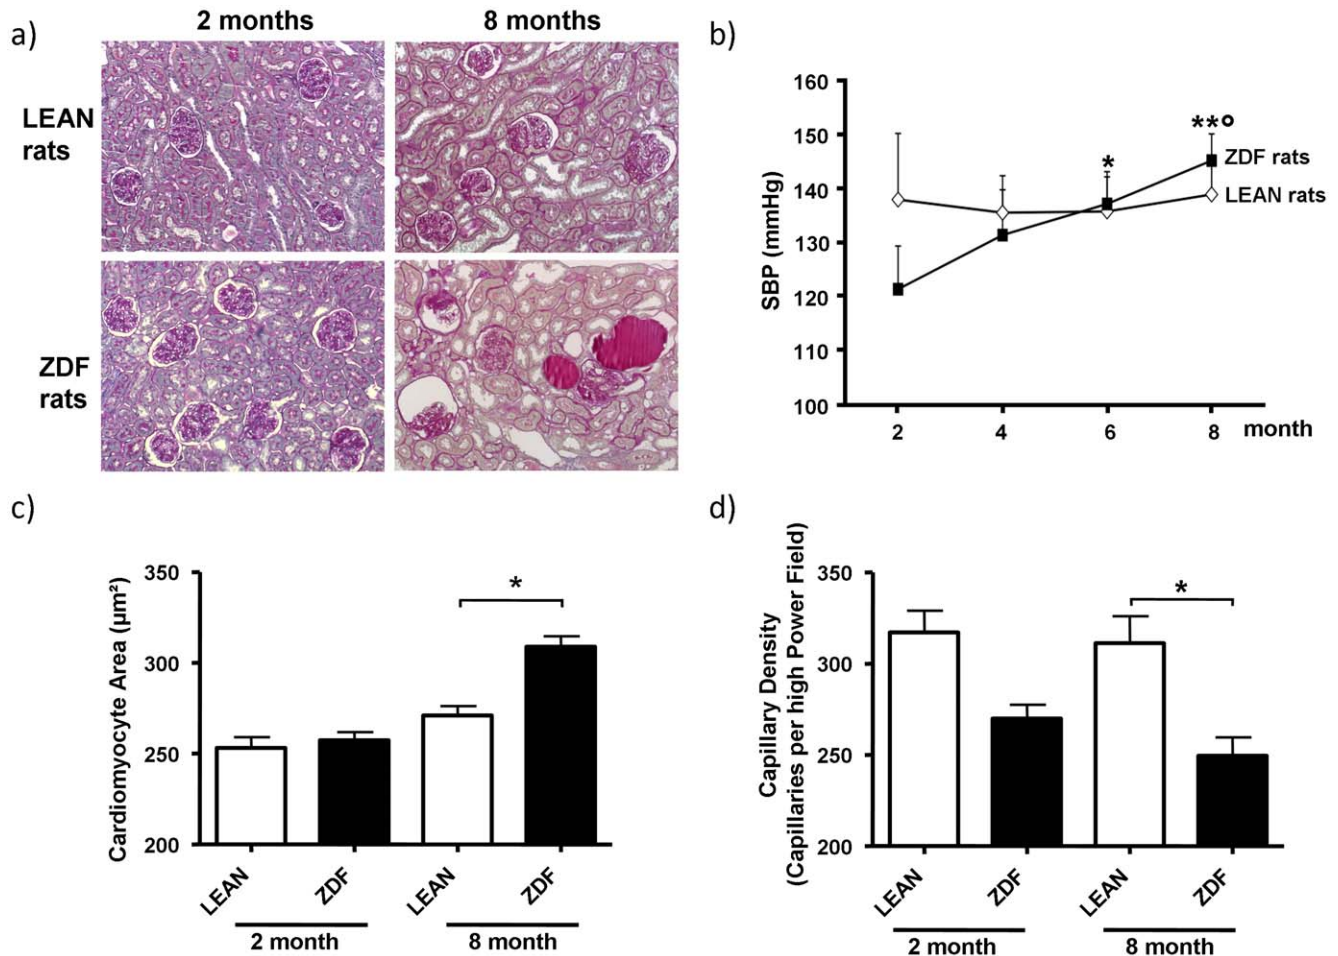 a)
2 months
8 months
LEAN
rats
ZDF
rats
b)
160
150
140
130
120
110
100
SBP (mmHg)
*
**°
ZDF rats
LEAN rats
2
4
6
8
month
c)
Cardiomyocyte Area (µm²)
350
300
250
200
*
LEAN
ZDF
LEAN
ZDF
2 month
8 month
d)
Capillary Density
(Capillaries per high Power Field)
350
300
250
200
*
LEAN
ZDF
LEAN
ZDF
2 month
8 month